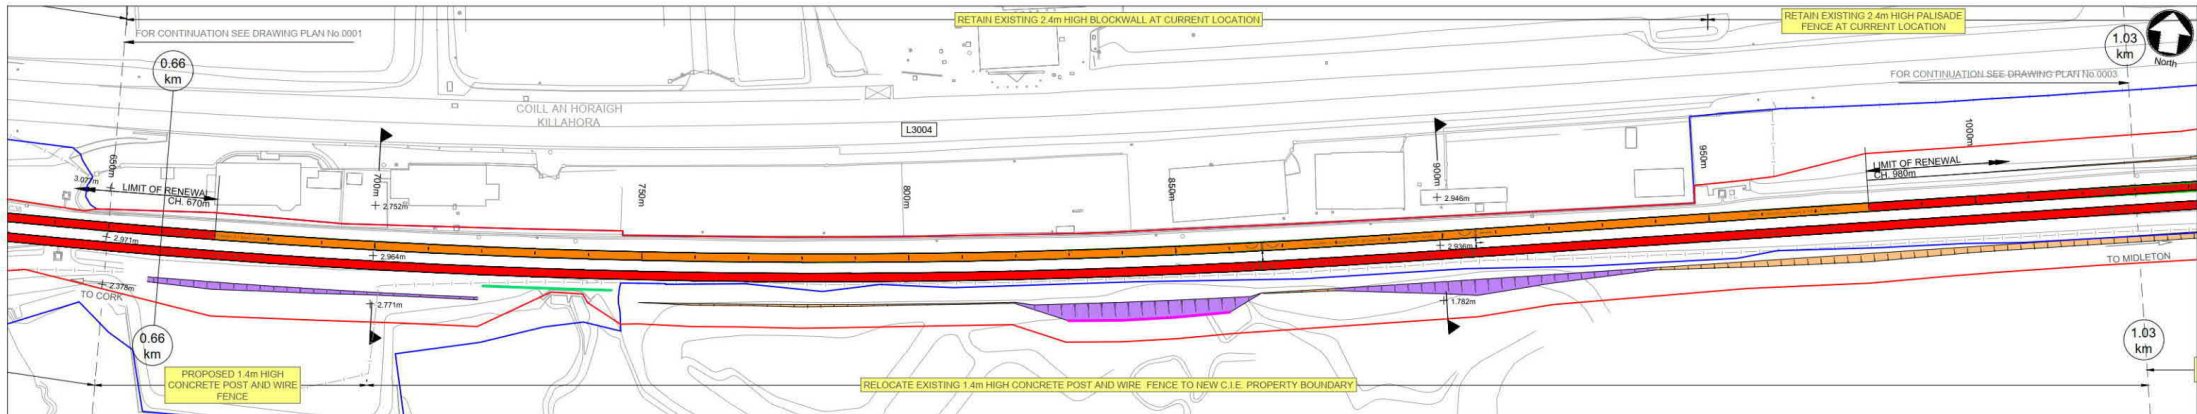 RETAIN EXISTING 2.4m HIGH BLOCKWALL AT CURRENT LOCATION
RETAIN EXISTING 2.4m HIGH PALISADE
FENCE AT CURRENT LOCATION
FOR CONTINUATION SEE DRAWING PLAN No 0001
0.66
km
1.03
km
North
FOR CONTINUATION SEE DRAWING PLAN No.0003
COILL AN HORAIGH
KILLAHORA
L3004
650m
700m
750m
800m
850m
900m
950m
1000m
3.077m
LIMIT OF RENEWAL
CH. 670m
LIMIT OF RENEWAL
CH. 980m
2.752m
2.946m
2.971m
2.964m
2.936m
2.378m
TO CORK
2.771m
1.782m
TO MIDLETON
0.66
km
1.03
km
PROPOSED 1.4m HIGH
CONCRETE POST AND WIRE
FENCE
RELOCATE EXISTING 1.4m HIGH CONCRETE POST AND WIRE FENCE TO NEW C.I.E. PROPERTY BOUNDARY